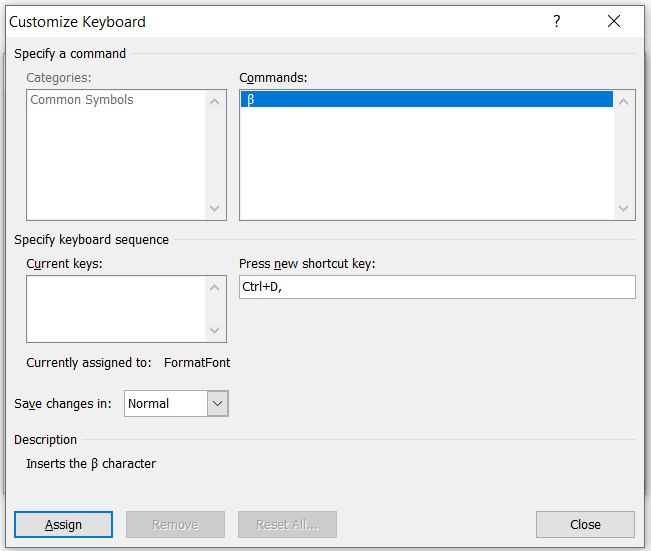 Customize Keyboard
?
Specify a command
Categories:
Commands:
Common Symbols
β
Specify keyboard sequence
Current keys:
Press new shortcut key:
Ctrl+D,
Currently assigned to: FormatFont
Save changes in: Normal
Description
Inserts the β character
Assign
Remove
Reset All...
Close